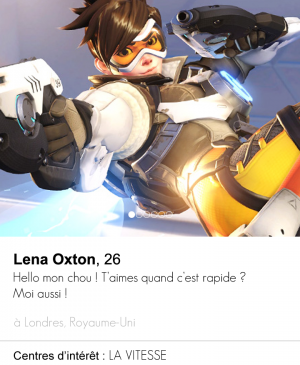 Lena Oxton, 26
Hello mon chou ! T'aimes quand c'est rapide ?
Moi aussi !
à Londres, Royaume-Uni
Centres d'intérêt : LA VITESSE